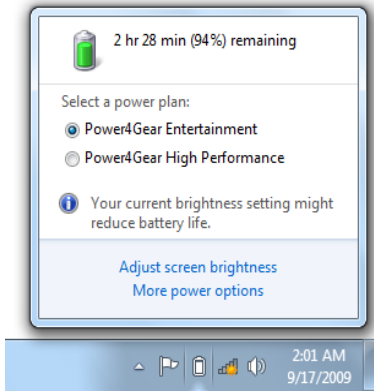 2 hr 28 min (94%) remaining
Select a power plan:
Power4Gear Entertainment
Power4Gear High Performance
Your current brightness setting might
reduce battery life.
Adjust screen brightness
More power options
2:01 AM
9/17/2009